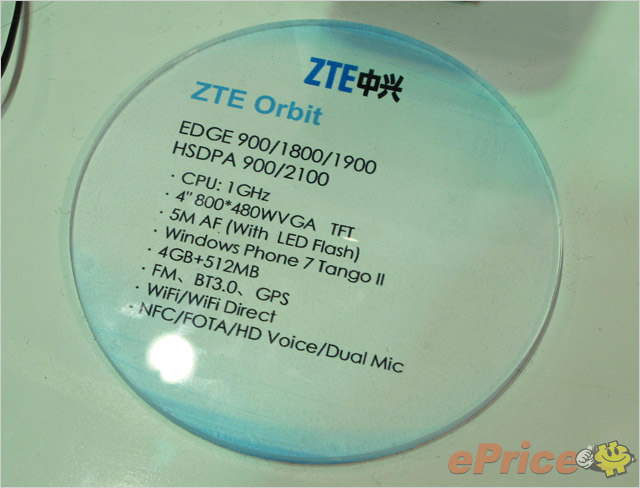 ZTE中兴
ZTE Orbit
EDGE 900/1800/1900
HSDPA 900/2100
· CPU: 1GHz
· 4" 800*480WVGA TFT
· 5M AF (With LED Flash)
· Windows Phone 7 Tango II
· 4GB+512MB
· FM、BT3.0、GPS
· WiFi/WiFi Direct
· NFC/FOTA/HD Voice/Dual Mic
ePrice